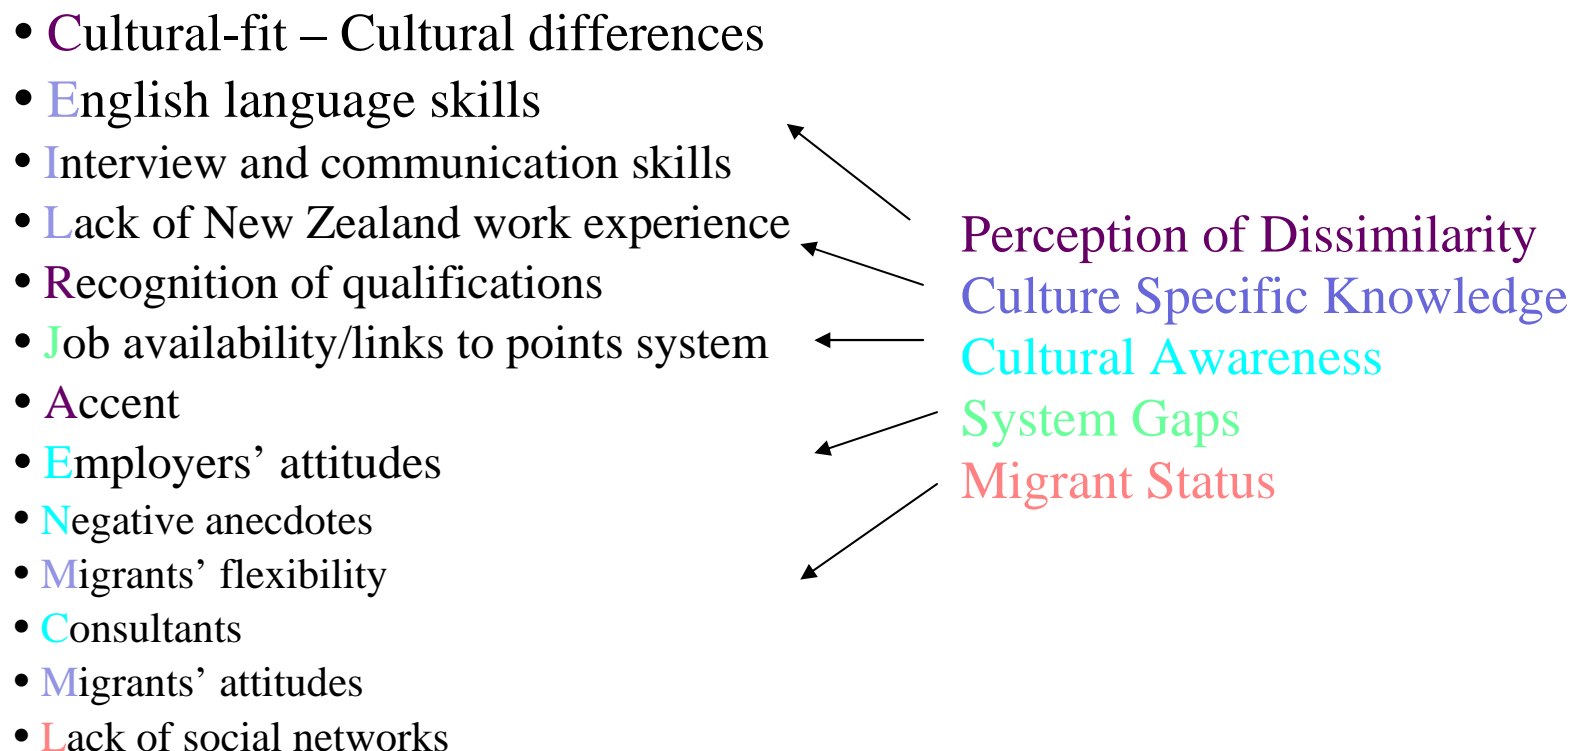 • Cultural-fit – Cultural differences
• English language skills
• Interview and communication skills
• Lack of New Zealand work experience
• Recognition of qualifications
• Job availability/links to points system
• Accent
• Employers’ attitudes
• Negative anecdotes
• Migrants’ flexibility
• Consultants
• Migrants’ attitudes
• Lack of social networks
Perception of Dissimilarity
Culture Specific Knowledge
Cultural Awareness
System Gaps
Migrant Status